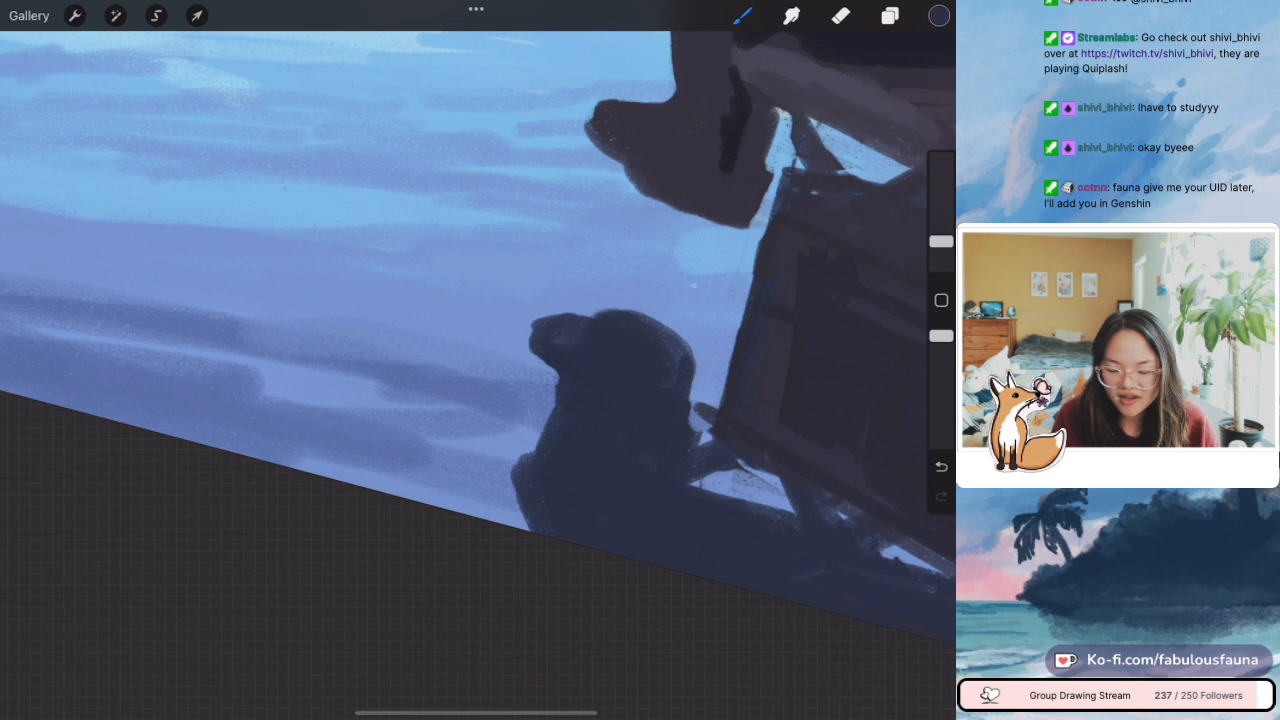 Gallery
Streamlabs: Go check out shivi_bhivi
over at https://twitch.tv/shivi_bhivi, they are
playing Quiplash!
shivi_bhivi: Ihave to studyyy
shivi_bhivi: okay byeee
cotnn: fauna give me your UID later,
I'll add you in Genshin
Ko-fi.com/fabulousfauna
Group Drawing Stream 237 / 250 Followers